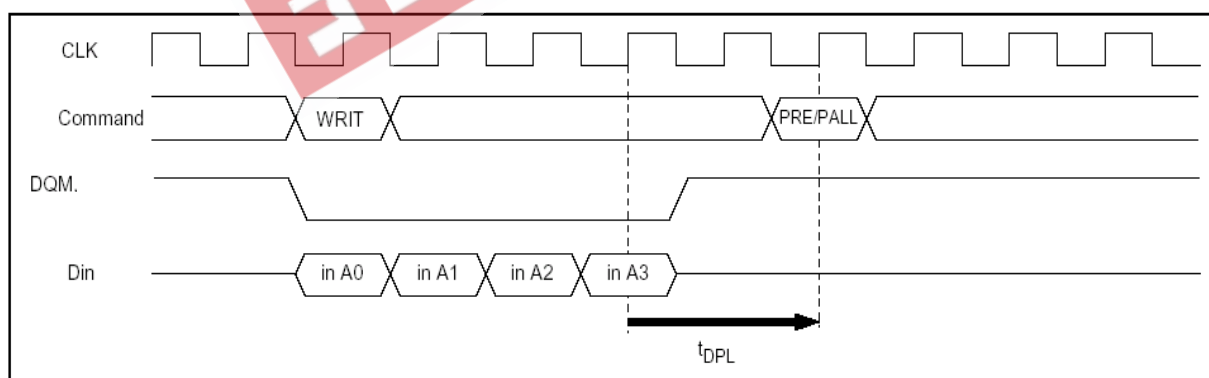 CLK
Command
WRIT
PRE/PALL
DQM.
Din
in A0
in A1
in A2
in A3
tDPL